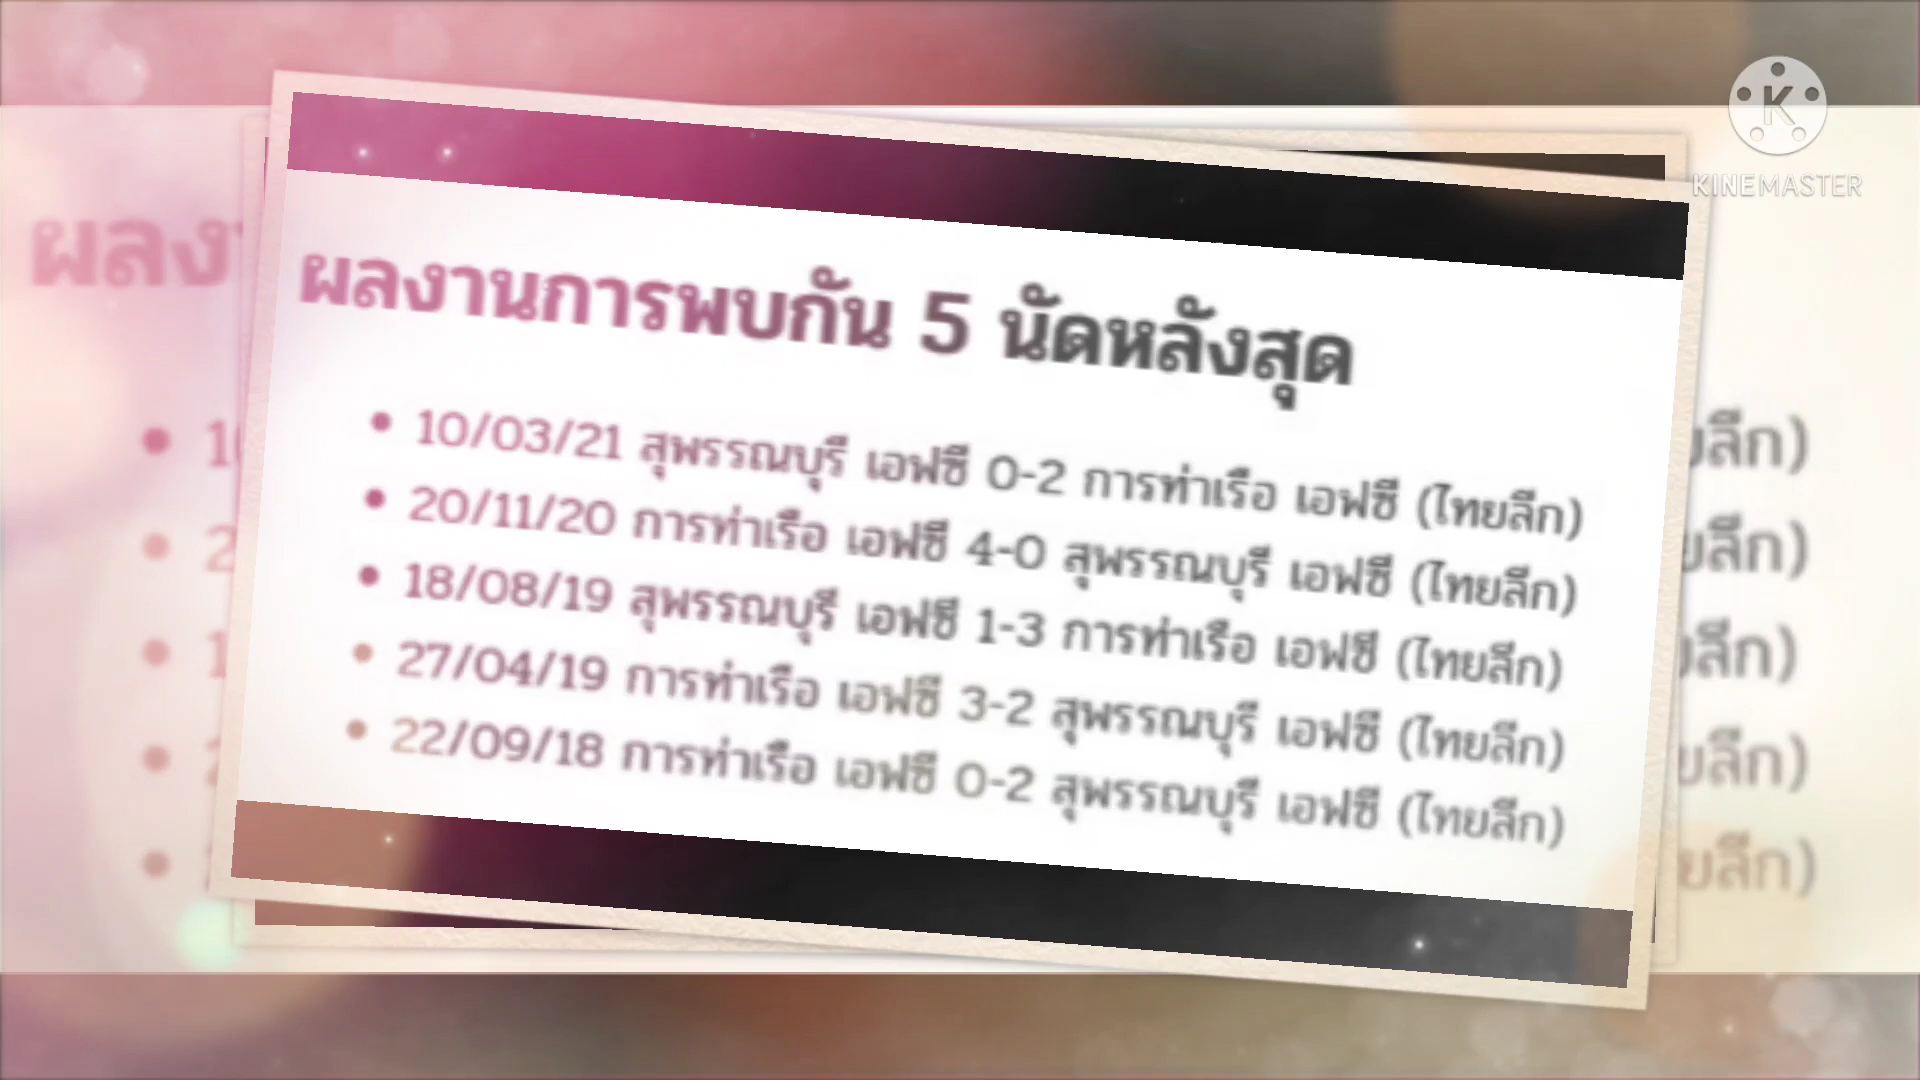 KINEMASTER
ผลงานการพบกัน 5 นัดหลังสุด
• 10/03/21 สุพรรณบุรี เอฟซี 0-2 การท่าเรือ เอฟซี (ไทยลีก)
• 20/11/20 การท่าเรือ เอฟซี 4-0 สุพรรณบุรี เอฟซี (ไทยลีก)
• 18/08/19 สุพรรณบุรี เอฟซี 1-3 การท่าเรือ เอฟซี (ไทยลีก)
• 27/04/19 การท่าเรือ เอฟซี 3-2 สุพรรณบุรี เอฟซี (ไทยลีก)
• 22/09/18 การท่าเรือ เอฟซี 0-2 สุพรรณบุรี เอฟซี (ไทยลีก)